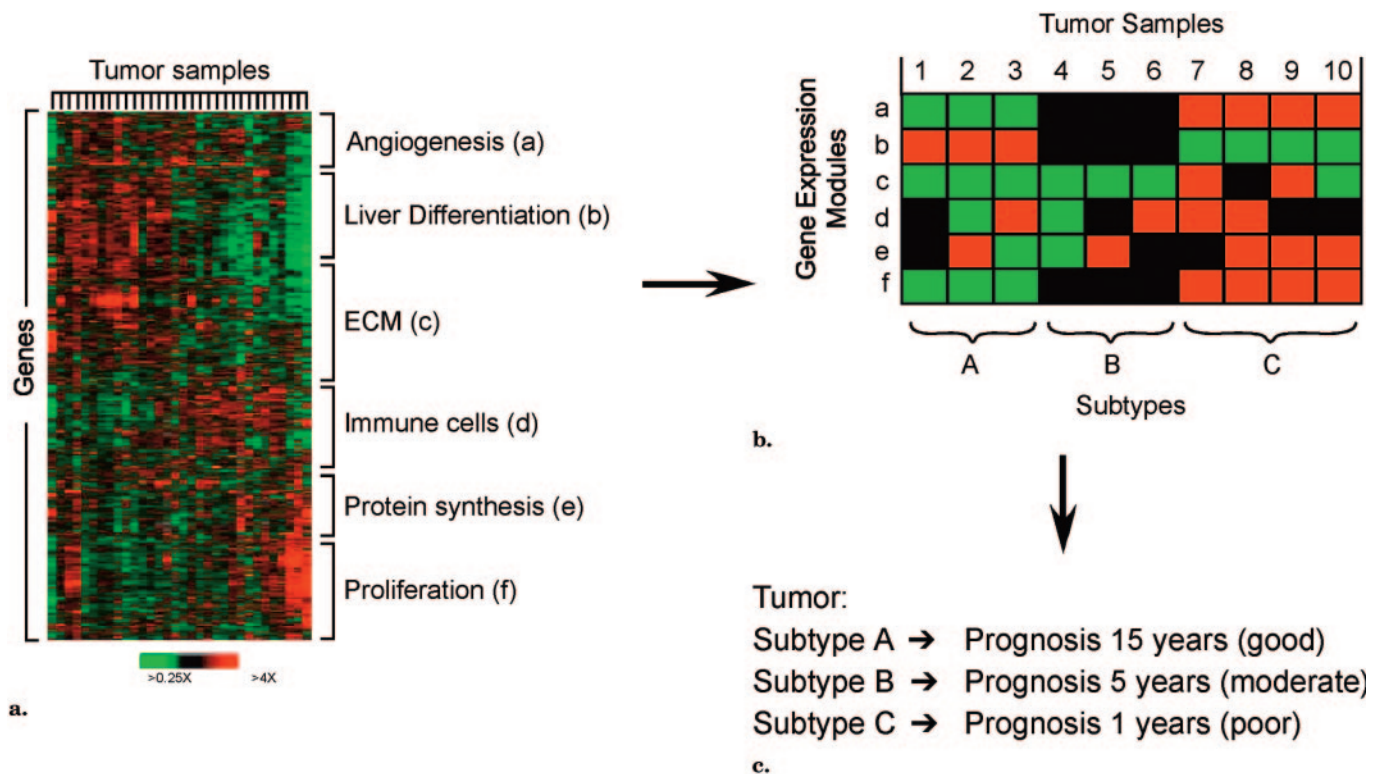 Tumor samples
Genes
Angiogenesis (a)
Liver Differentiation (b)
ECM (c)
Immune cells (d)
Protein synthesis (e)
Proliferation (f)
>0.25X >4X
a.
Tumor Samples
1 2 3 4 5 6 7 8 9 10
Gene Expression
Modules
a
b
c
d
e
f
A B C
Subtypes
b.
Tumor:
Subtype A ➔ Prognosis 15 years (good)
Subtype B ➔ Prognosis 5 years (moderate)
Subtype C ➔ Prognosis 1 years (poor)
c.